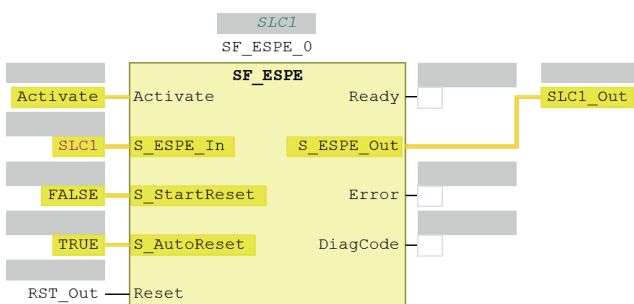 SLC1
SF_ESPE_0
SF_ESPE
Activate Activate Ready SLC1_Out
SLC1 S_ESPE_In S_ESPE_Out
FALSE S_StartReset Error
TRUE S_AutoReset DiagCode
RST_Out Reset